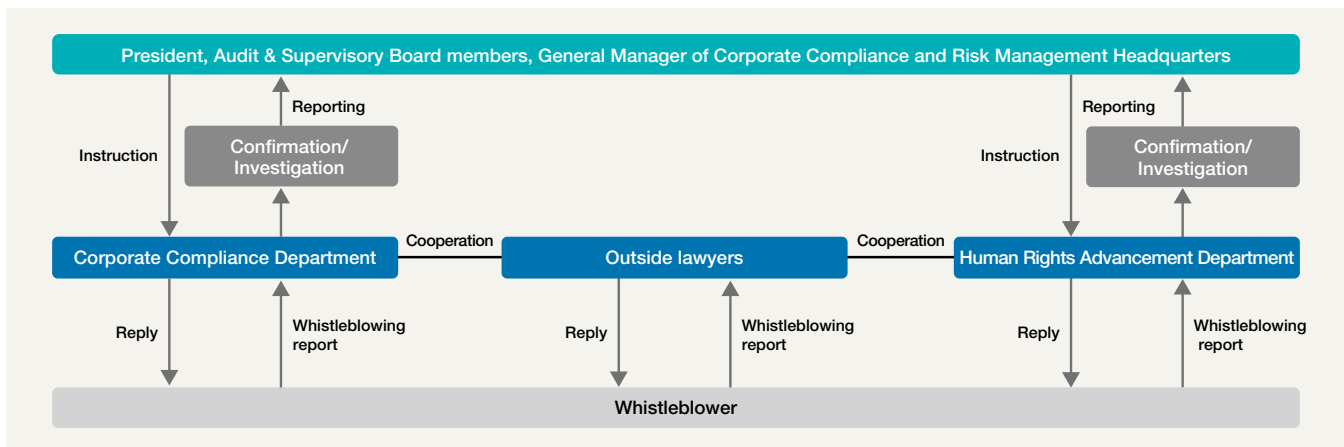 President, Audit & Supervisory Board members, General Manager of Corporate Compliance and Risk Management Headquarters
Reporting
Instruction
Confirmation/
Investigation
Reporting
Instruction
Confirmation/
Investigation
Corporate Compliance Department
Cooperation
Outside lawyers
Cooperation
Human Rights Advancement Department
Reply
Whistleblowing
report
Reply
Whistleblowing
report
Reply
Whistleblowing
report
Whistleblower